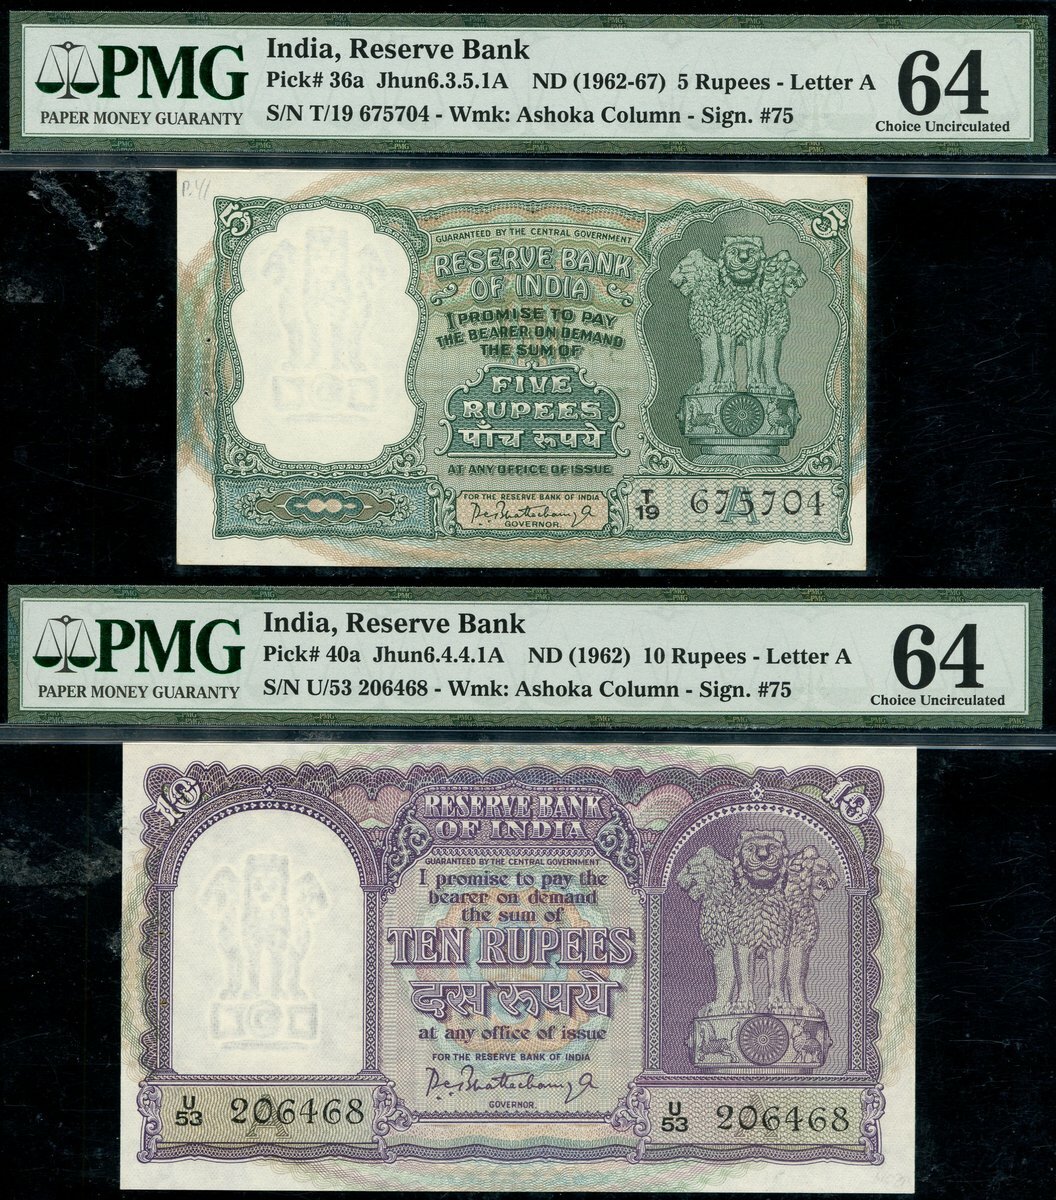 PMG
PAPER MONEY GUARANTY
India, Reserve Bank
Pick# 36a Jhun6.3.5.1A ND (1962-67) 5 Rupees - Letter A
S/N T/19 675704 - Wmk: Ashoka Column - Sign. #75
64
Choice Uncirculated
P.41
5
5
GUARANTEED BY THE CENTRAL GOVERNMENT
RESERVE BANK
OF INDIA
I PROMISE TO PAY
THE BEARER ON DEMAND
THE SUM OF
FIVE
RUPEES
पाँच रूपये
AT ANY OFFICE OF ISSUE
FOR THE RESERVE BANK OF INDIA
GOVERNOR.
T
19
675704
A
PMG
PAPER MONEY GUARANTY
India, Reserve Bank
Pick# 40a Jhun6.4.4.1A ND (1962) 10 Rupees - Letter A
S/N U/53 206468 - Wmk: Ashoka Column - Sign. #75
64
Choice Uncirculated
10
10
RESERVE BANK
OF INDIA
GUARANTEED BY THE CENTRAL GOVERNMENT
I promise to pay the
bearer on demand
the sum of
TEN RUPEES
दस रूपये
at any office of issue
FOR THE RESERVE BANK OF INDIA
GOVERNOR.
U
53
206468
A
U
53
206468
A